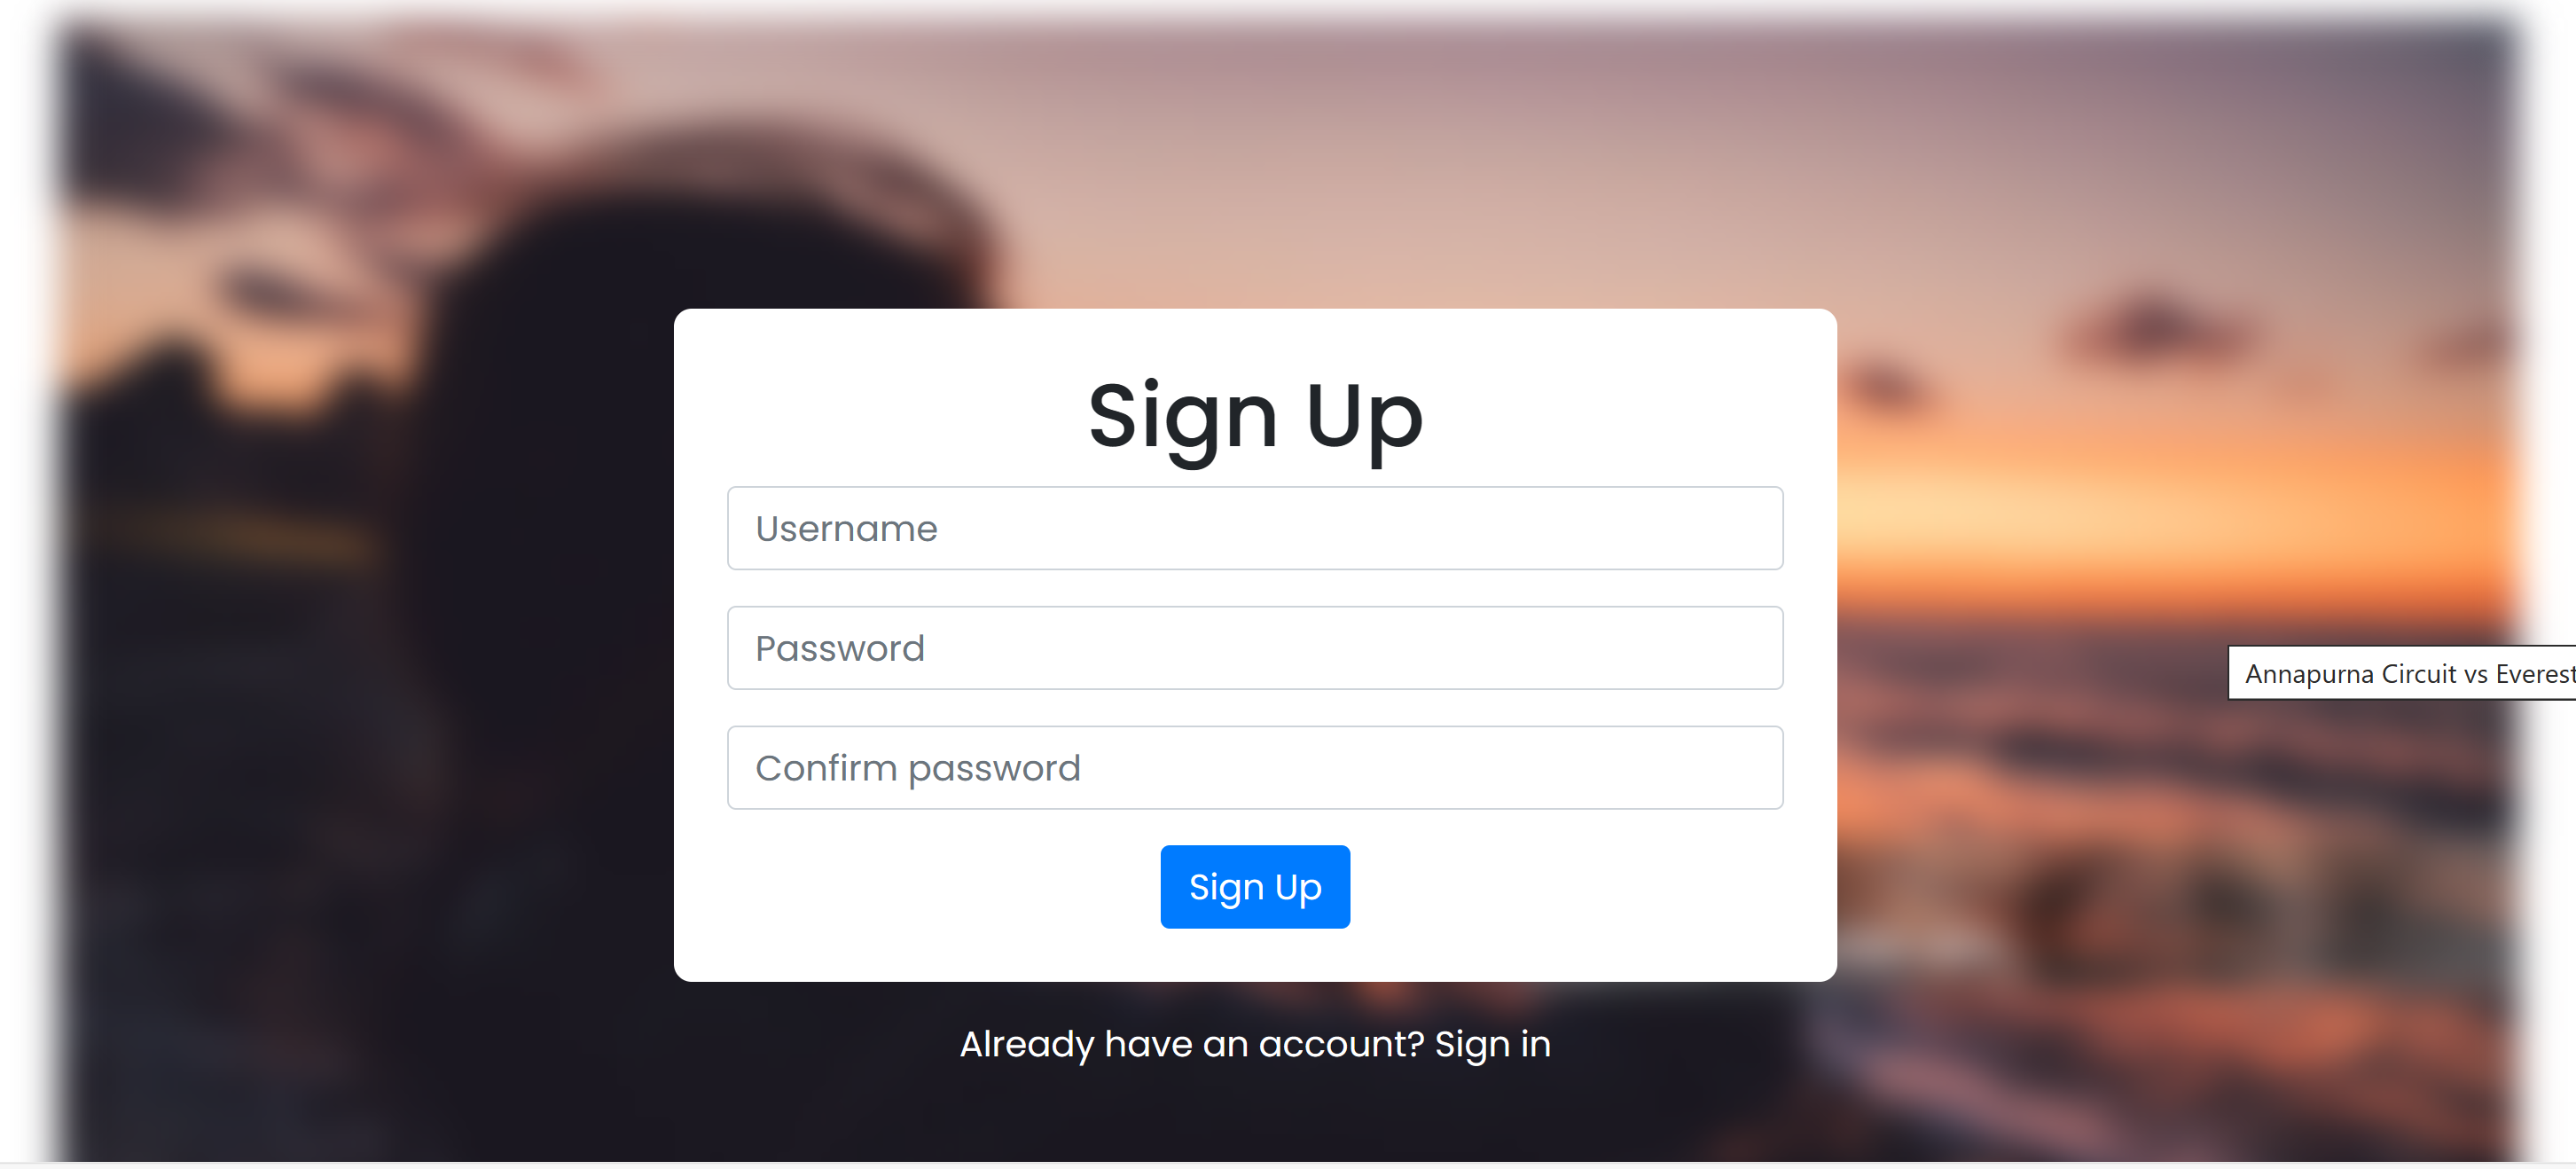 Sign Up
Username
Password
Annapurna Circuit vs Everest
Confirm password
Sign Up
Already have an account? Sign in